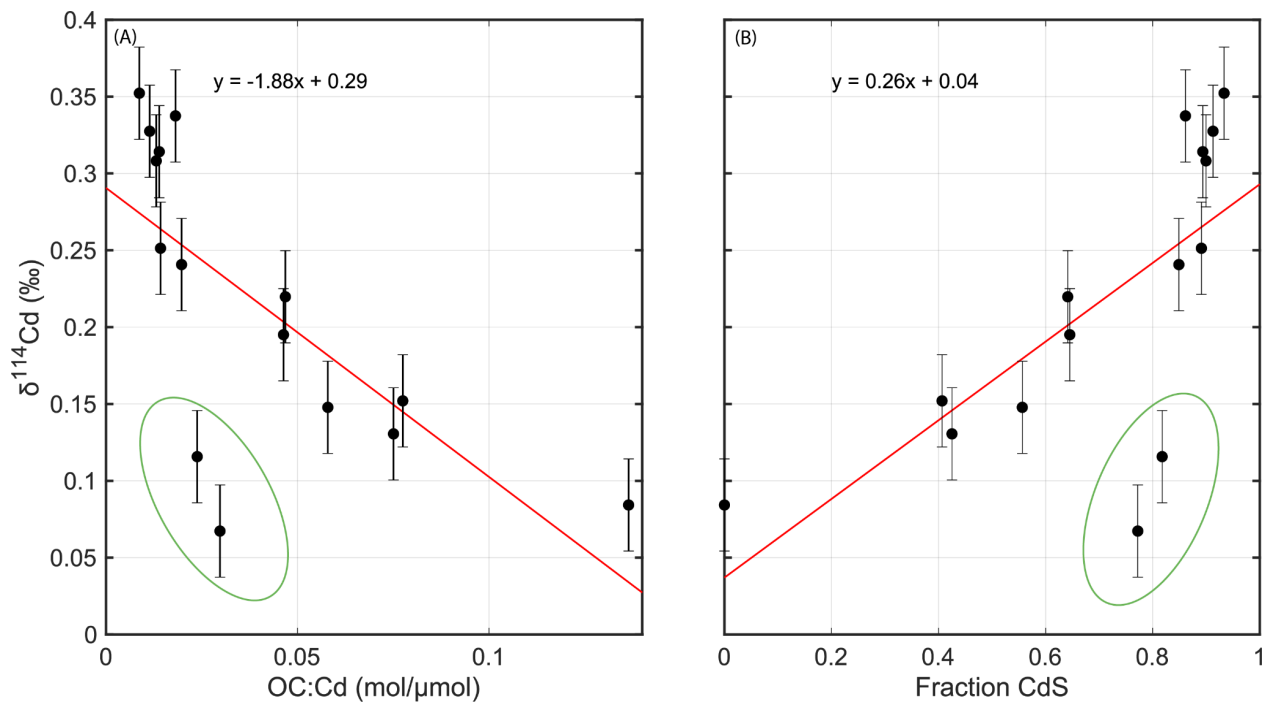 (A)
y = -1.88x + 0.29
δ¹¹⁴Cd (‰)
0.4
0.35
0.3
0.25
0.2
0.15
0.1
0.05
0
0 0.05 0.1
OC:Cd (mol/µmol)
(B)
y = 0.26x + 0.04
0 0.2 0.4 0.6 0.8 1
Fraction CdS